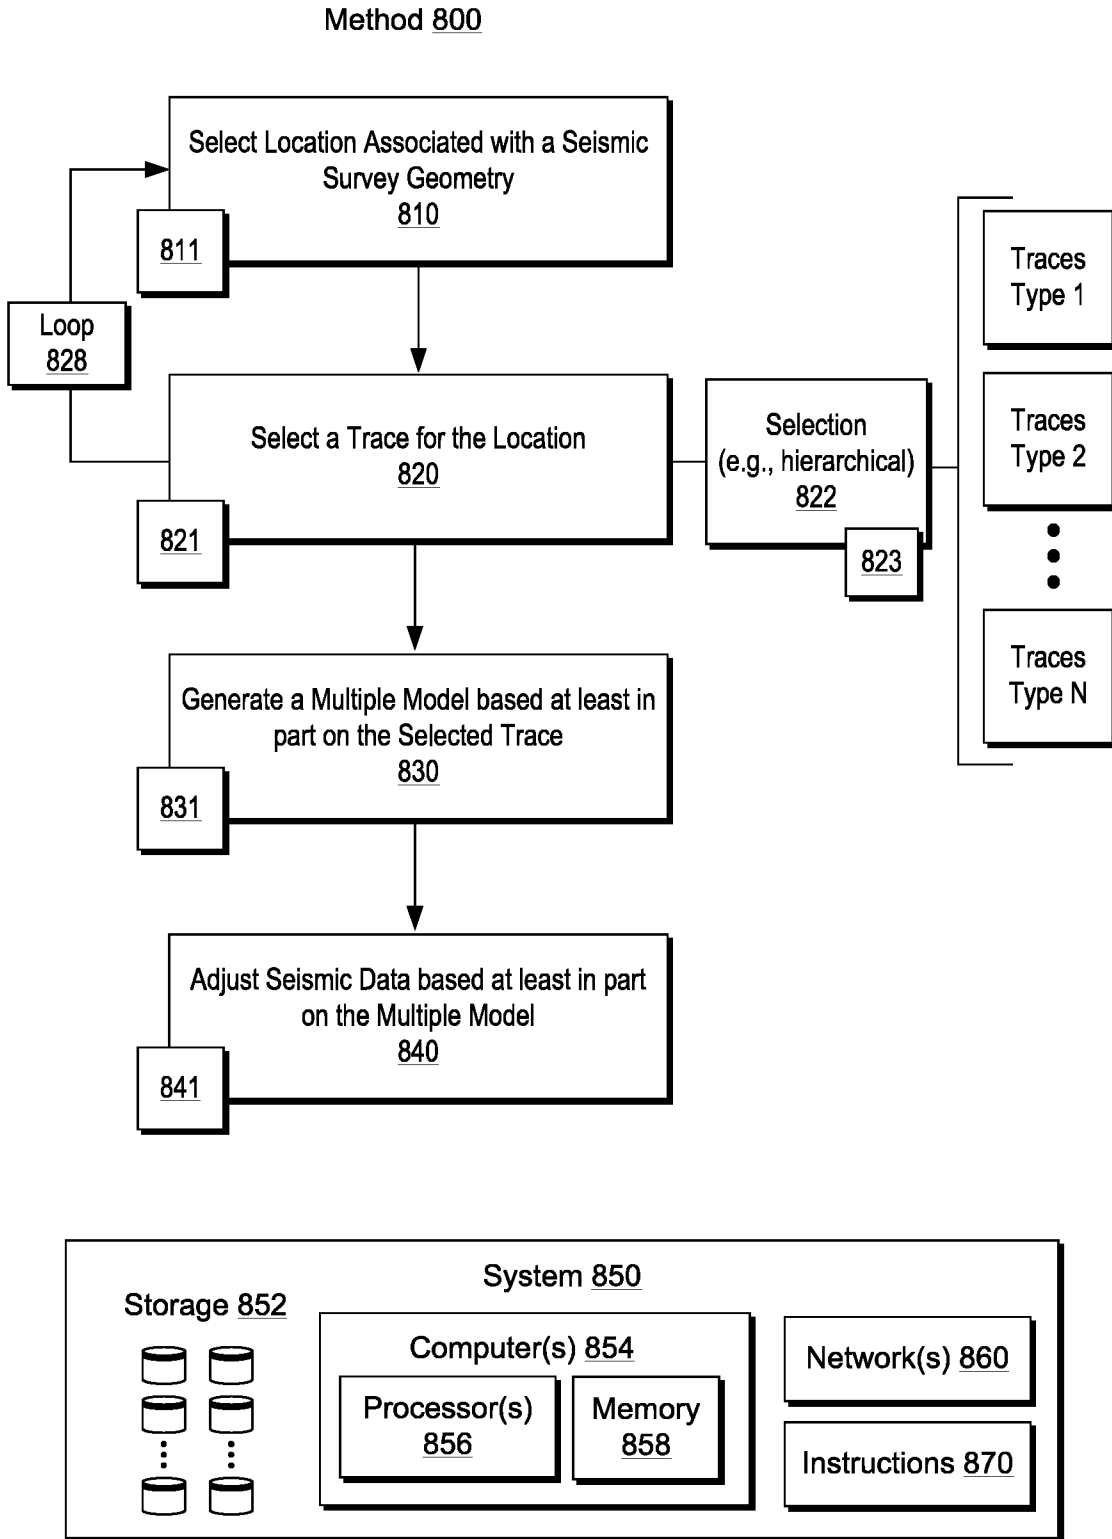 Method 800
Select Location Associated with a Seismic
Survey Geometry
810
811
Loop
828
Select a Trace for the Location
820
821
Selection
(e.g., hierarchical)
822
823
Traces
Type 1
Traces
Type 2
Traces
Type N
Generate a Multiple Model based at least in
part on the Selected Trace
830
831
Adjust Seismic Data based at least in part
on the Multiple Model
840
841
System 850
Storage 852
Computer(s) 854
Processor(s)
856
Memory
858
Network(s) 860
Instructions 870